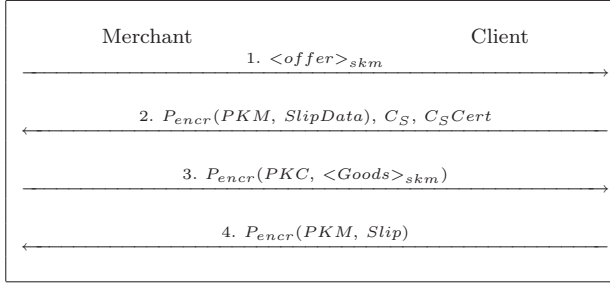 Merchant Client
1. <offer>skm
2. Pencr(PKM, SlipData), CS, CSCert
3. Pencr(PKC, <Goods>skm)
4. Pencr(PKM, Slip)